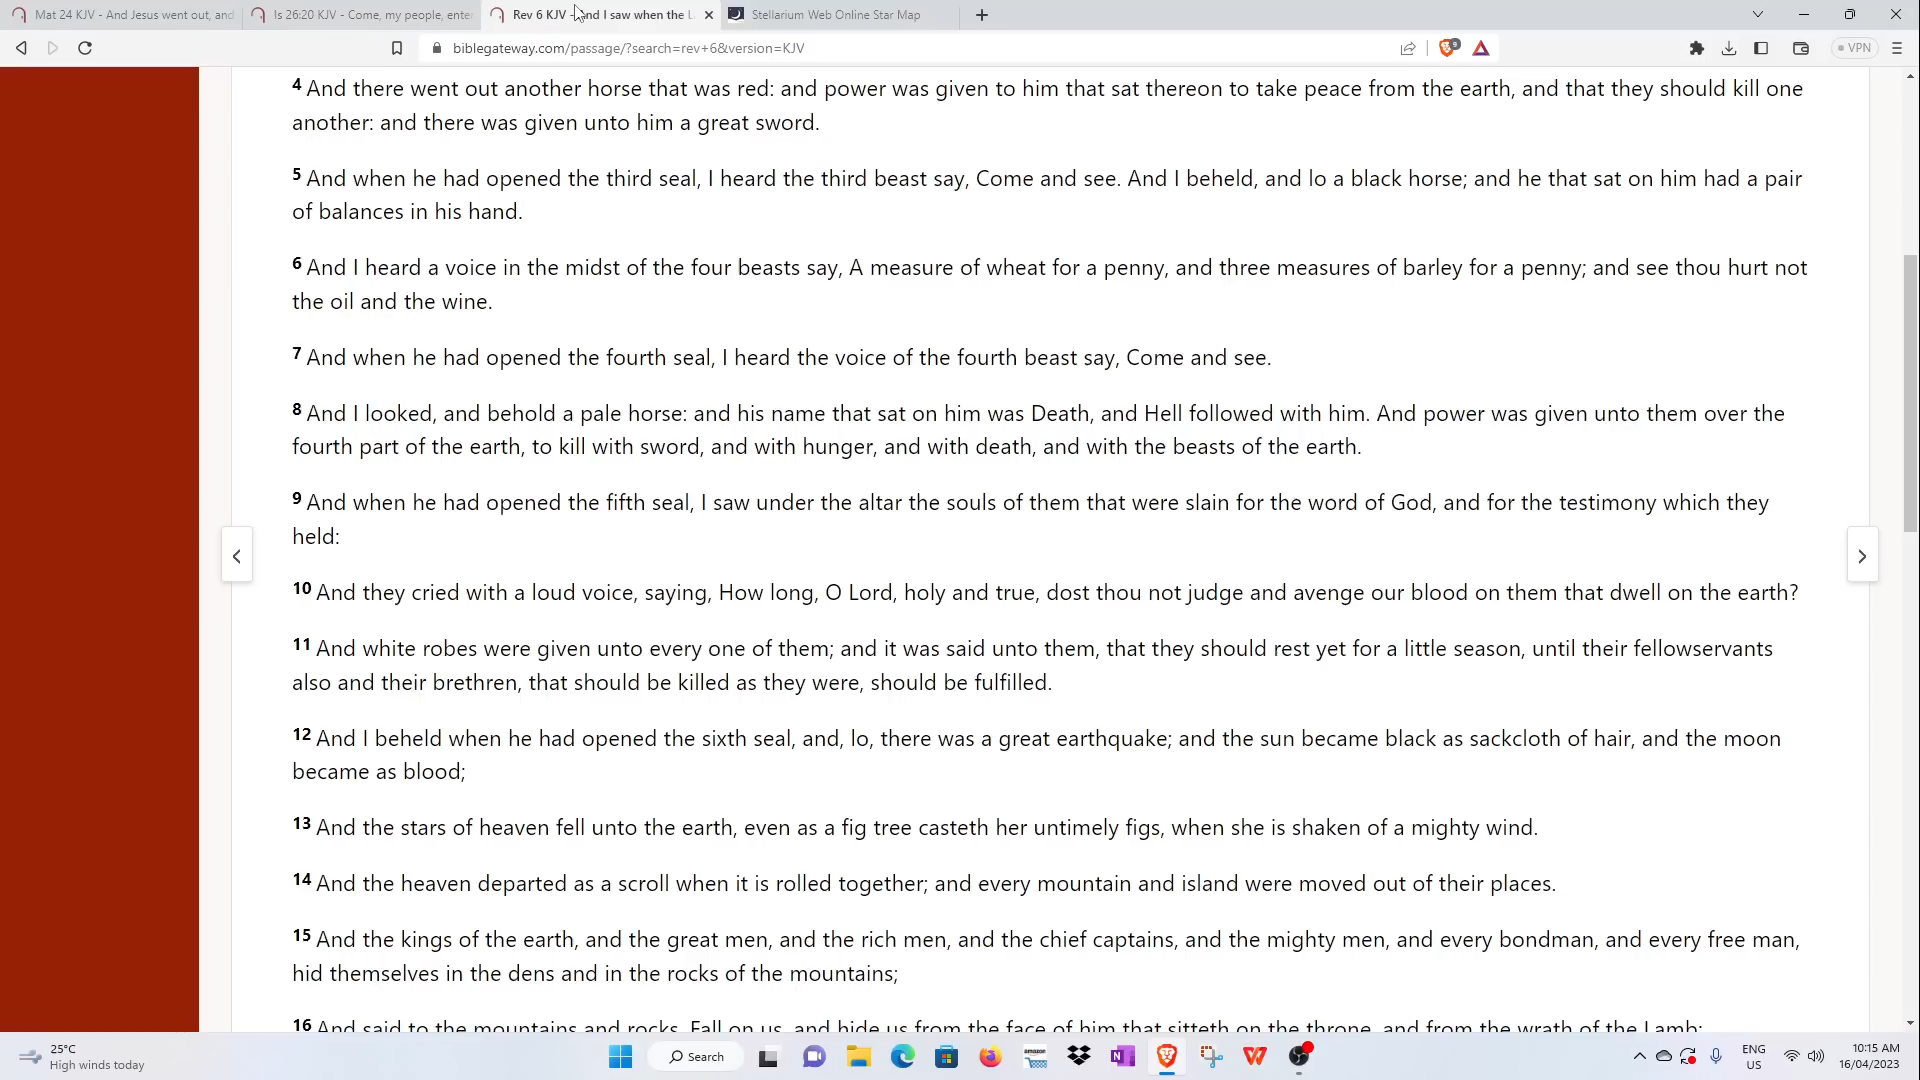 Mat 24 KJV - And Jesus went out, and
Is 26:20 KJV - Come, my people, enter
Rev 6 KJV - And I saw when the L
Stellarium Web Online Star Map
biblegateway.com/passage/?search=rev+6&version=KJV
VPN
4 And there went out another horse that was red: and power was given to him that sat thereon to take peace from the earth, and that they should kill one
another: and there was given unto him a great sword.
5 And when he had opened the third seal, I heard the third beast say, Come and see. And I beheld, and lo a black horse; and he that sat on him had a pair
of balances in his hand.
6 And I heard a voice in the midst of the four beasts say, A measure of wheat for a penny, and three measures of barley for a penny; and see thou hurt not
the oil and the wine.
7 And when he had opened the fourth seal, I heard the voice of the fourth beast say, Come and see.
8 And I looked, and behold a pale horse: and his name that sat on him was Death, and Hell followed with him. And power was given unto them over the
fourth part of the earth, to kill with sword, and with hunger, and with death, and with the beasts of the earth.
9 And when he had opened the fifth seal, I saw under the altar the souls of them that were slain for the word of God, and for the testimony which they
held:
10 And they cried with a loud voice, saying, How long, O Lord, holy and true, dost thou not judge and avenge our blood on them that dwell on the earth?
11 And white robes were given unto every one of them; and it was said unto them, that they should rest yet for a little season, until their fellowservants
also and their brethren, that should be killed as they were, should be fulfilled.
12 And I beheld when he had opened the sixth seal, and, lo, there was a great earthquake; and the sun became black as sackcloth of hair, and the moon
became as blood;
13 And the stars of heaven fell unto the earth, even as a fig tree casteth her untimely figs, when she is shaken of a mighty wind.
14 And the heaven departed as a scroll when it is rolled together; and every mountain and island were moved out of their places.
15 And the kings of the earth, and the great men, and the rich men, and the chief captains, and the mighty men, and every bondman, and every free man,
hid themselves in the dens and in the rocks of the mountains;
16 And said to the mountains and rocks, Fall on us, and hide us from the face of him that sitteth on the throne, and from the wrath of the Lamb:
25°C
High winds today
Search
amazon
ENG
US
10:15 AM
16/04/2023